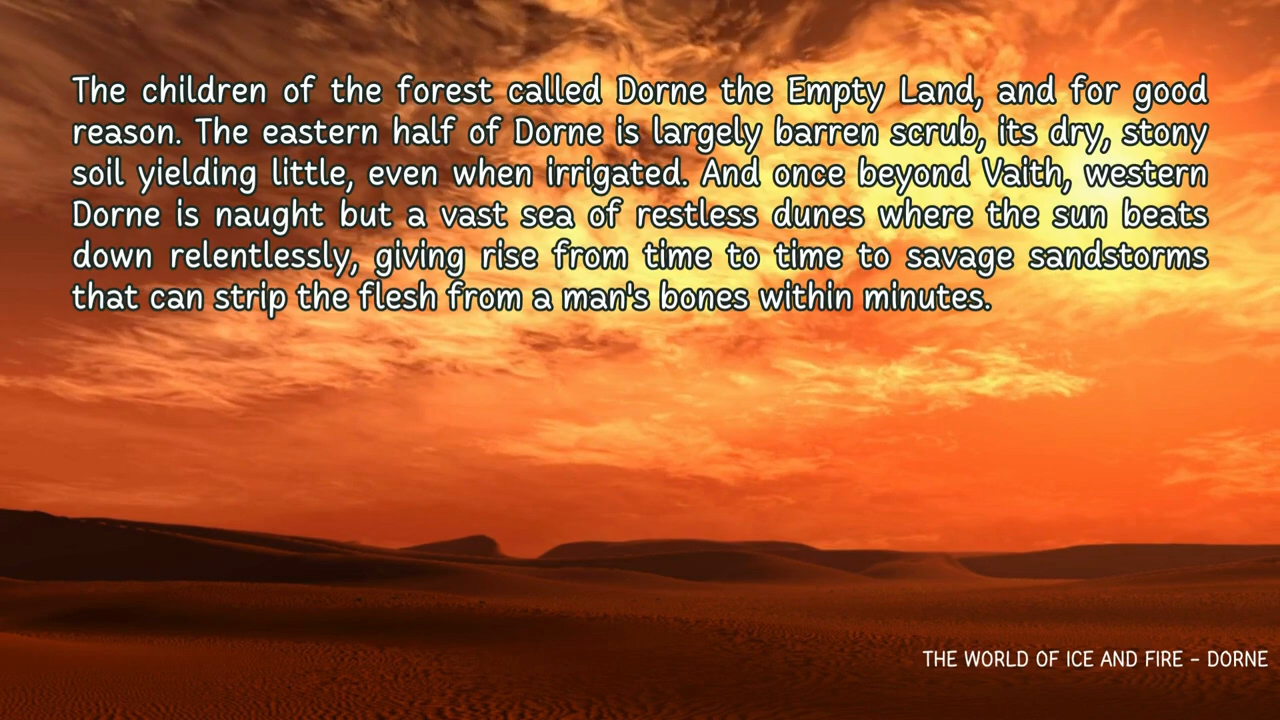 The children of the forest called Dorne the Empty Land, and for good
reason. The eastern half of Dorne is largely barren scrub, its dry, stony
soil yielding little, even when irrigated. And once beyond Vaith, western
Dorne is naught but a vast sea of restless dunes where the sun beats
down relentlessly, giving rise from time to time to savage sandstorms
that can strip the flesh from a man's bones within minutes.
THE WORLD OF ICE AND FIRE - DORNE